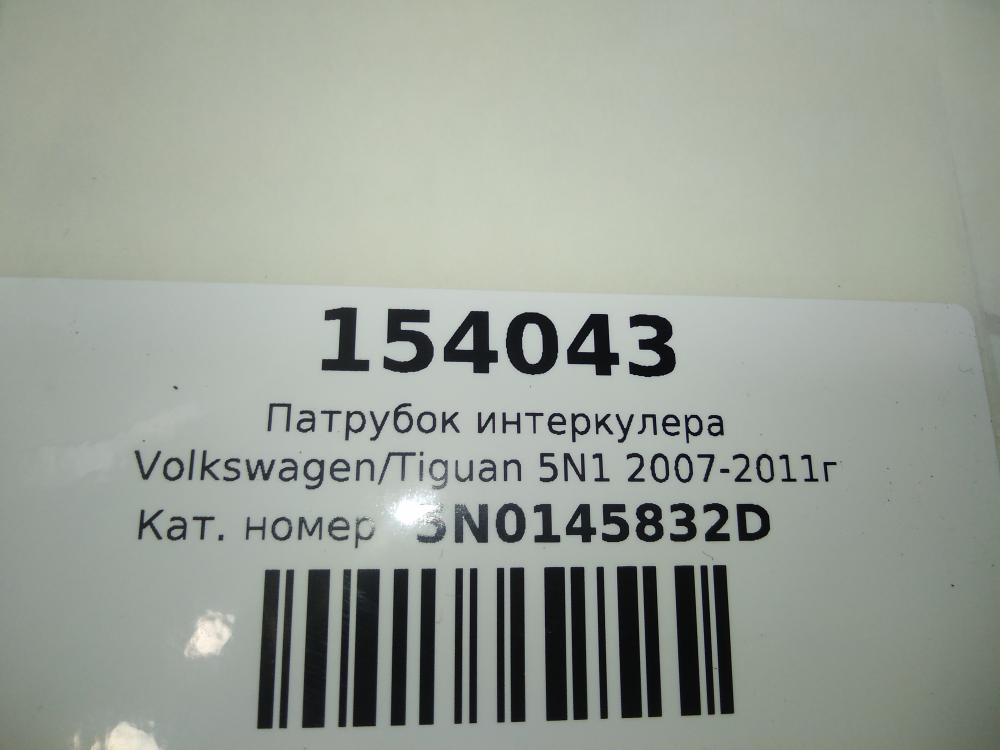 154043
Патрубок интеркулера
Volkswagen/Tiguan 5N1 2007-2011г
Кат. номер 5N0145832D